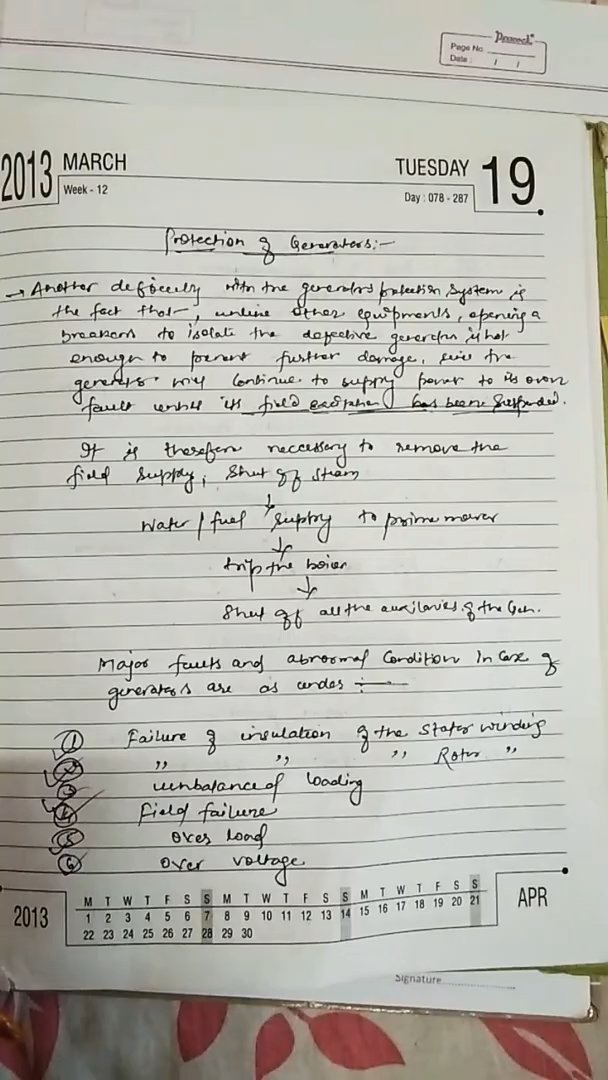 Peacock
Page No.
Date : / /
2013 MARCH
Week - 12
TUESDAY 19
Day : 078 - 287
Protection of Generators:-
→ Another deficculty with the generators protection system is
the fact that, unline other equipments, opening a
breakers to isolate the defective generator is not
enough to prevent further damage, since the
generator will continue to supply power to its own
fault untill its field excitation has been suspended.
It is therefore neccessary to remove the
field supply, Shut off steam
↓
Water / fuel supply to prime mover
↓
trip the boier
↓
Shut off all the auxilaries of the Gen.
Major faults and abnormal Condition In Case of
generators are as under :-
1 Failure of insulation of the stator winding
2 ,, ,, ,, Rotor ,,
3 unbalance of loading
4 field failure
5 over load
6 over voltage
2013
M T W T F S S M T W T F S S M T W T F S S
1 2 3 4 5 6 7 8 9 10 11 12 13 14 15 16 17 18 19 20 21
22 23 24 25 26 27 28 29 30
APR
Signature